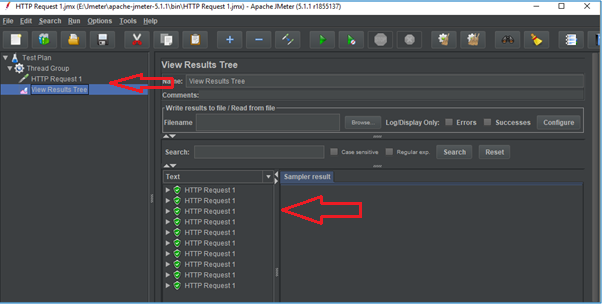 HTTP Request 1.jmx (E:\Jmeter\apache-jmeter-5.1.1\bin\HTTP Request 1.jmx) - Apache JMeter (5.1.1 r1855137)
File Edit Search Run Options Tools Help
Test Plan
Thread Group
HTTP Request 1
View Results Tree
View Results Tree
Name: View Results Tree
Comments:
Write results to file / Read from file
Filename Browse... Log/Display Only: Errors Successes Configure
Search: Case sensitive Regular exp. Search Reset
Text Sampler result
HTTP Request 1
HTTP Request 1
HTTP Request 1
HTTP Request 1
HTTP Request 1
HTTP Request 1
HTTP Request 1
HTTP Request 1
HTTP Request 1
HTTP Request 1